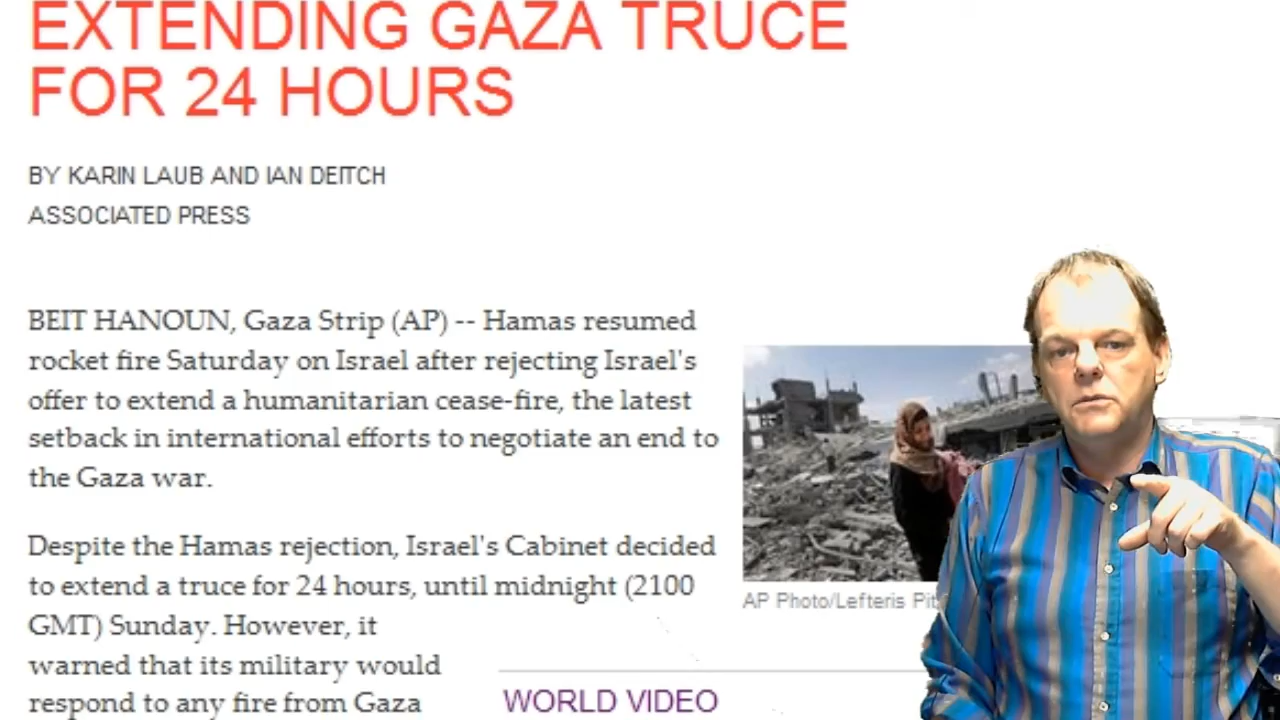 EXTENDING GAZA TRUCE
FOR 24 HOURS
BY KARIN LAUB AND IAN DEITCH
ASSOCIATED PRESS
BEIT HANOUN, Gaza Strip (AP) -- Hamas resumed
rocket fire Saturday on Israel after rejecting Israel's
offer to extend a humanitarian cease-fire, the latest
setback in international efforts to negotiate an end to
the Gaza war.
Despite the Hamas rejection, Israel's Cabinet decided
to extend a truce for 24 hours, until midnight (2100
GMT) Sunday. However, it
warned that its military would
respond to any fire from Gaza
AP Photo/Lefteris
WORLD VIDEO